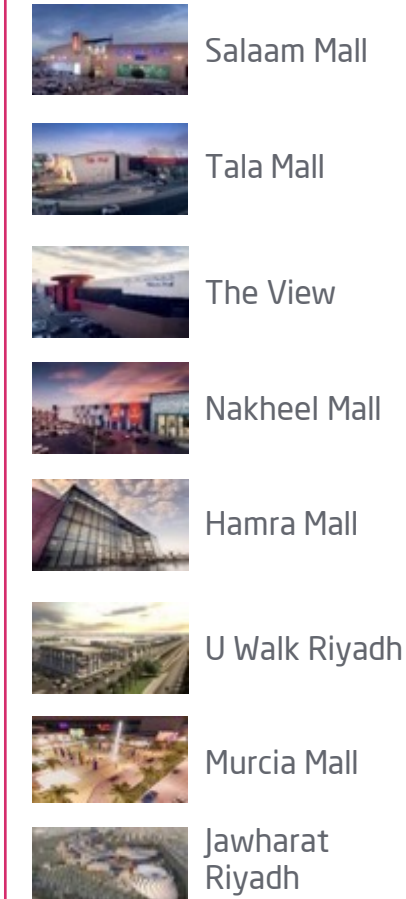 Salaam Mall
Tala Mall
The View
Nakheel Mall
Hamra Mall
U Walk Riyadh
Murcia Mall
Jawharat
Riyadh